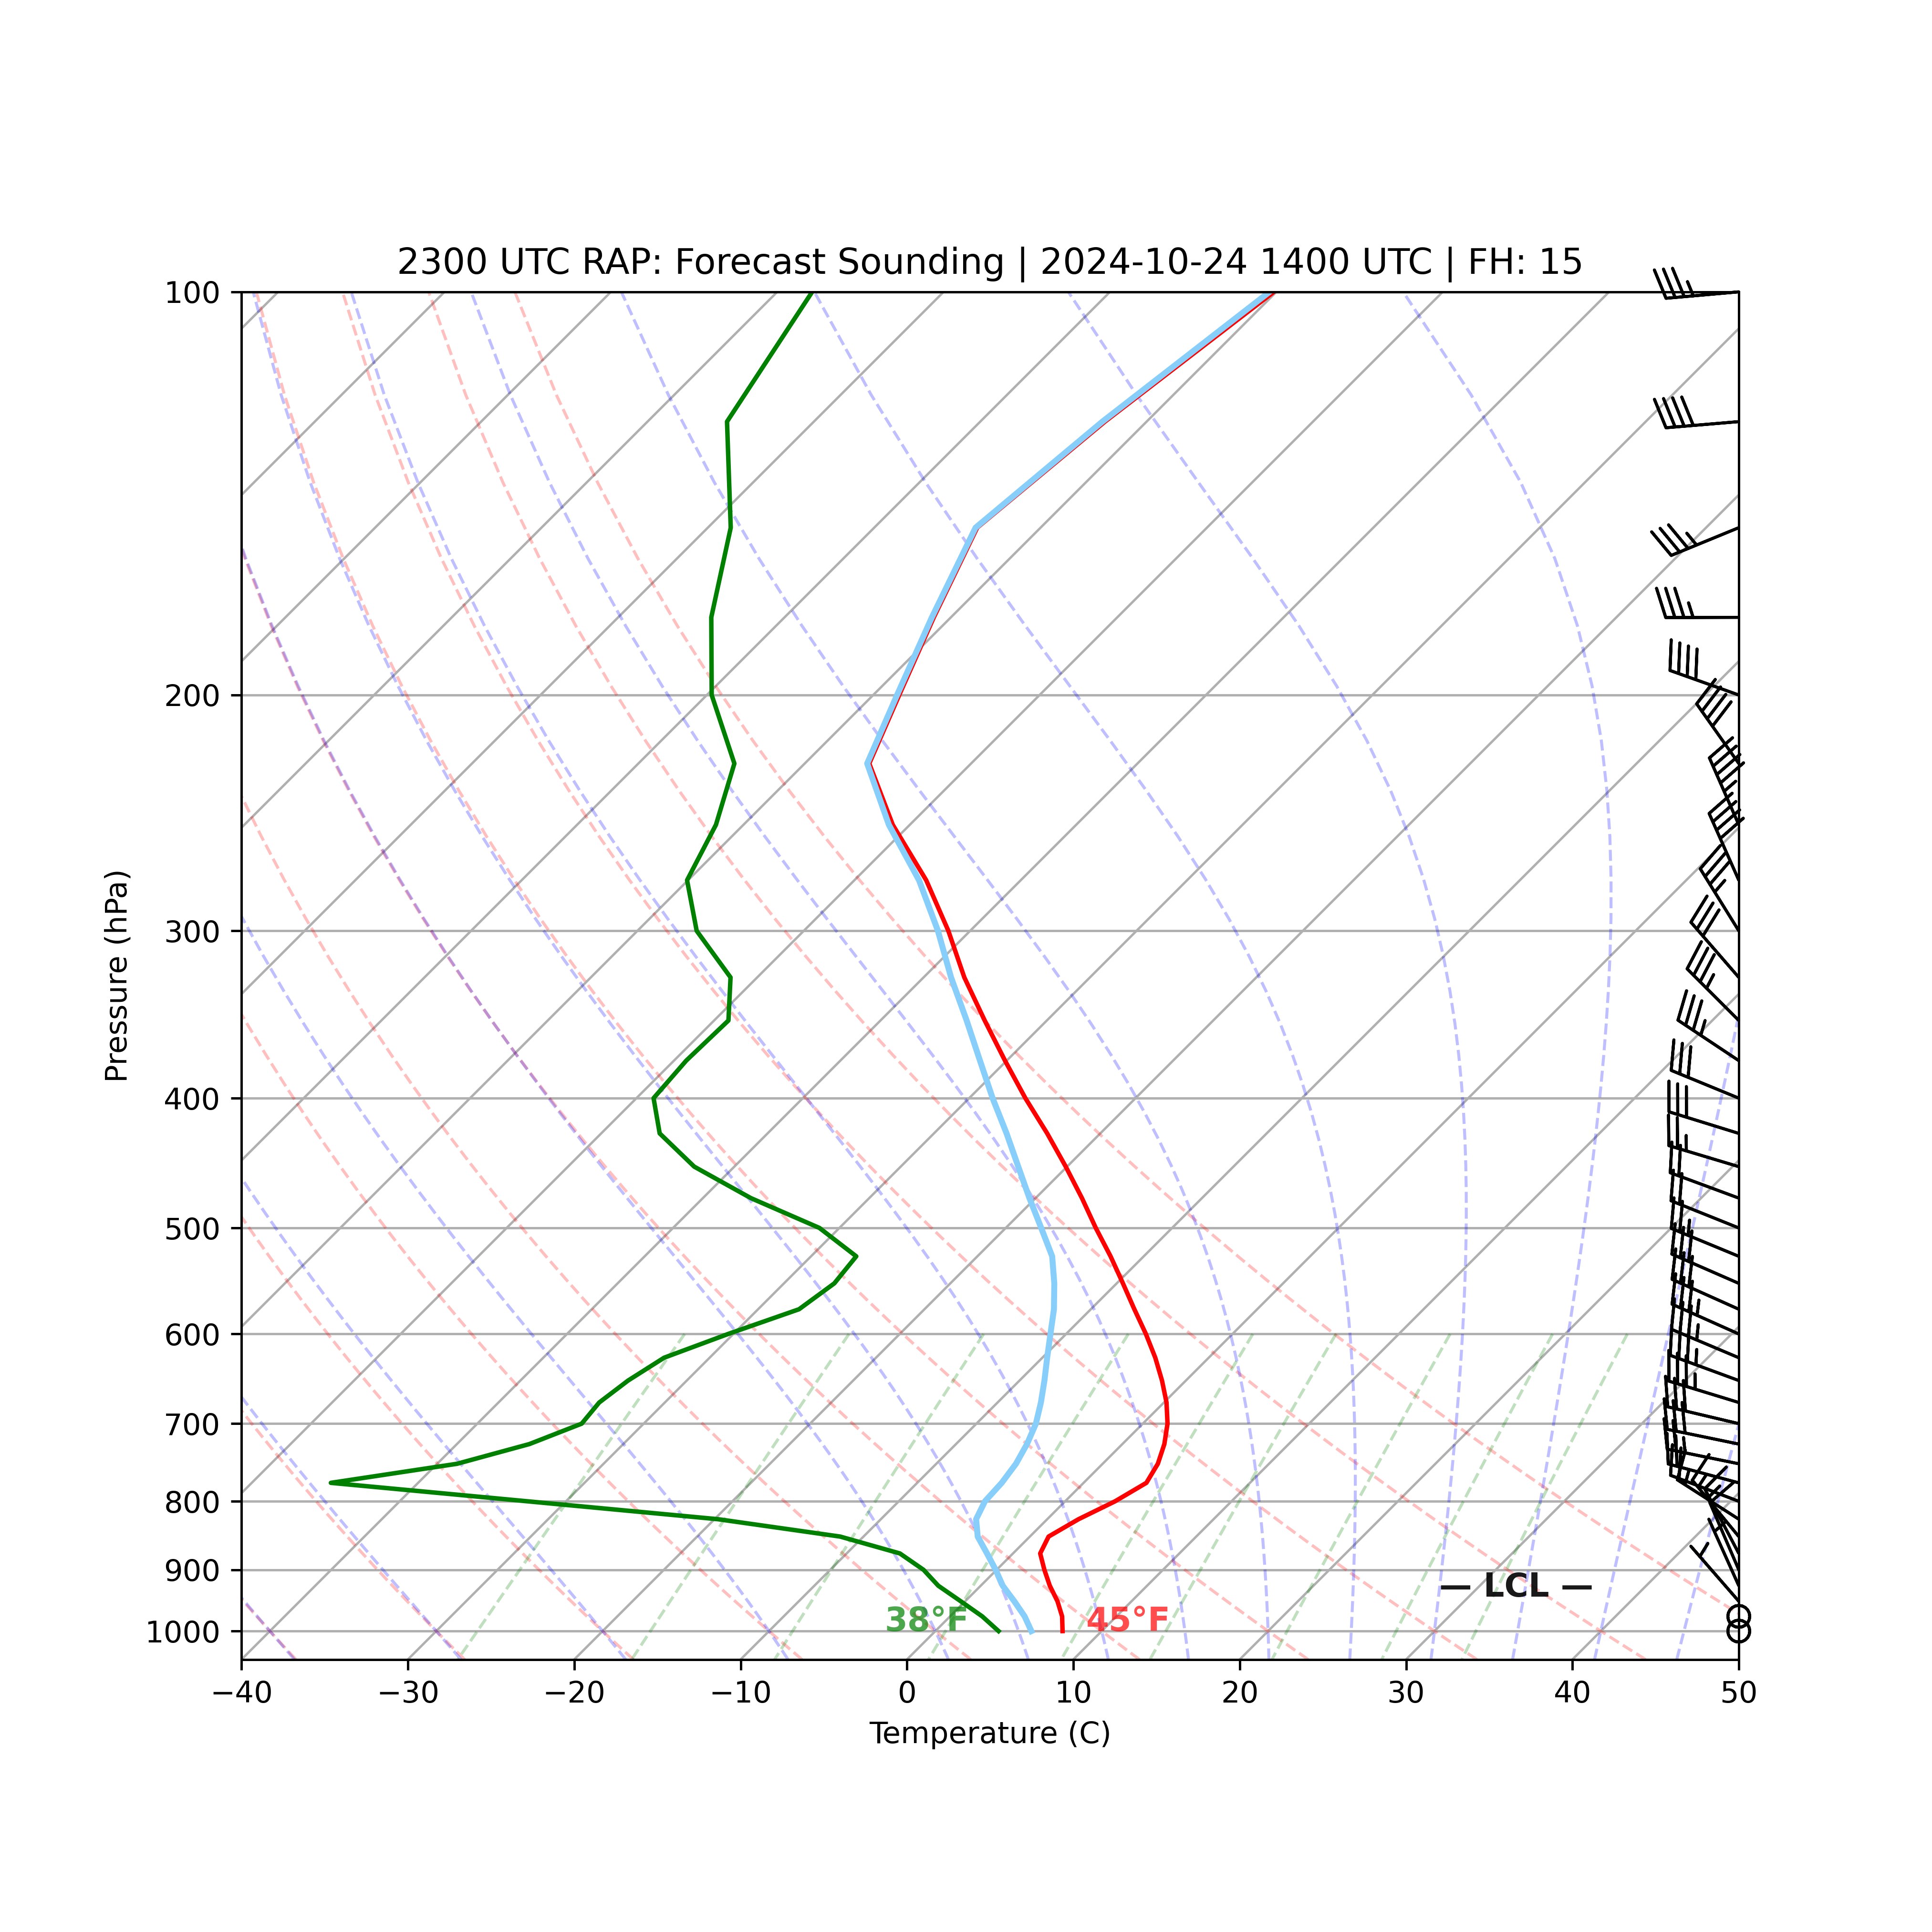 2300 UTC RAP: Forecast Sounding | 2024-10-24 1400 UTC | FH: 15
100
200
300
400
500
600
700
800
900
1000
Pressure (hPa)
38°F
45°F
— LCL —
−40 −30 −20 −10 0 10 20 30 40 50
Temperature (C)